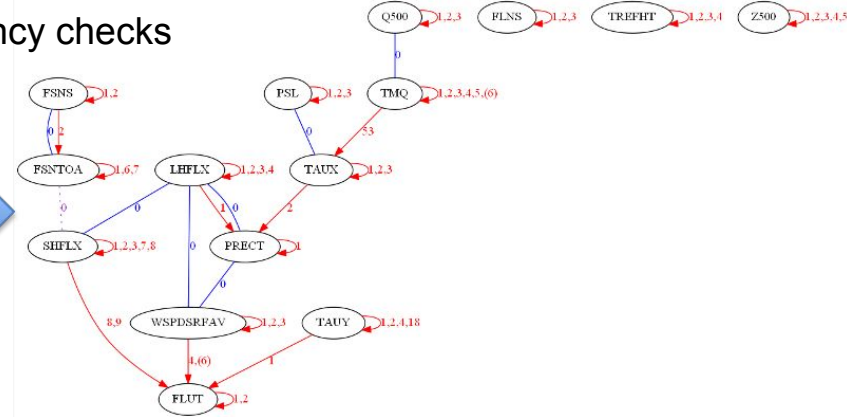 ncy checks
Q500 1,2,3 FLNS 1,2,3 TREFHT 1,2,3,4 Z500 1,2,3,4,5
0
FSNS 1,2 PSL 1,2,3 TMQ 1,2,3,4,5,(6)
0 2 0 53
FSNTOA 1,6,7 LHFLX 1,2,3,4 TAUX 1,2,3
0 0 1 0 2
SHFLX 1,2,3,7,8 0 PRECT 1
0
8,9 WSPDSRFAV 1,2,3 TAUY 1,2,4,18
4,(6) 1
FLUT 1,2